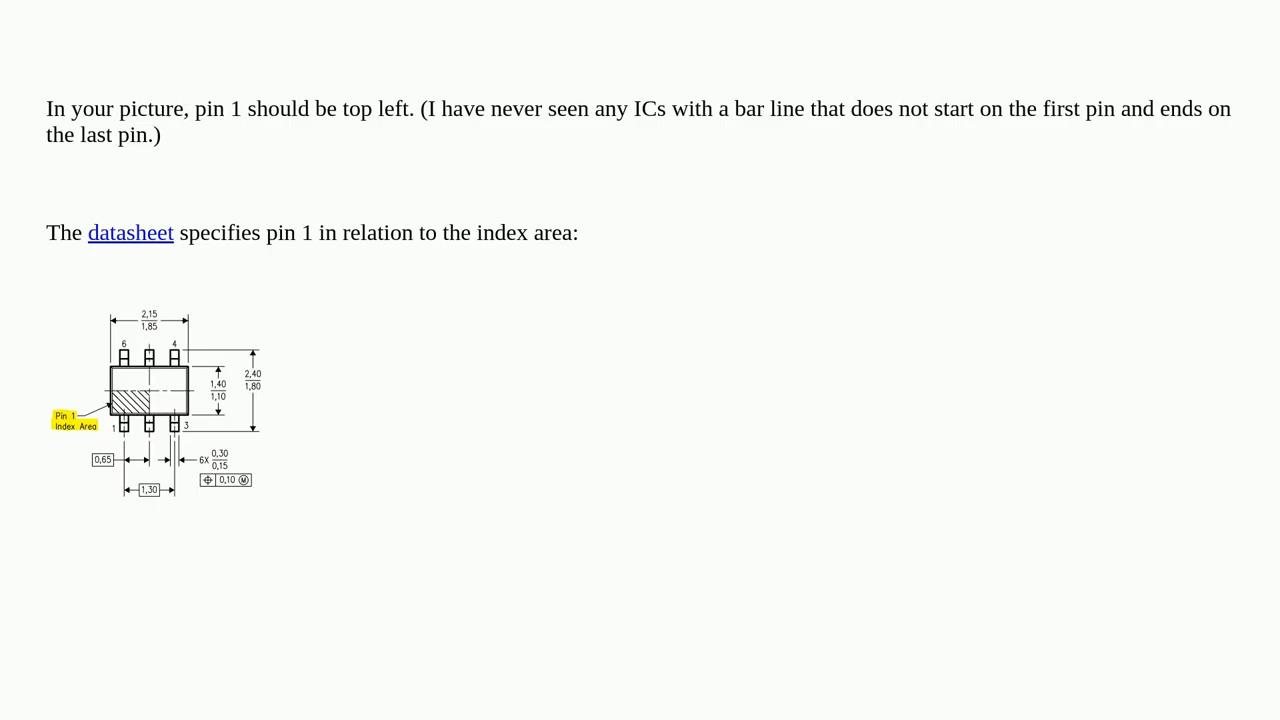 In your picture, pin 1 should be top left. (I have never seen any ICs with a bar line that does not start on the first pin and ends on
the last pin.)
The datasheet specifies pin 1 in relation to the index area:
2,15
1,85
6
4
2,40
1,80
1,40
1,10
Pin 1
Index Area
1
3
0,65
6X
0,30
0,15
⌖ 0,10 Ⓜ
1,30